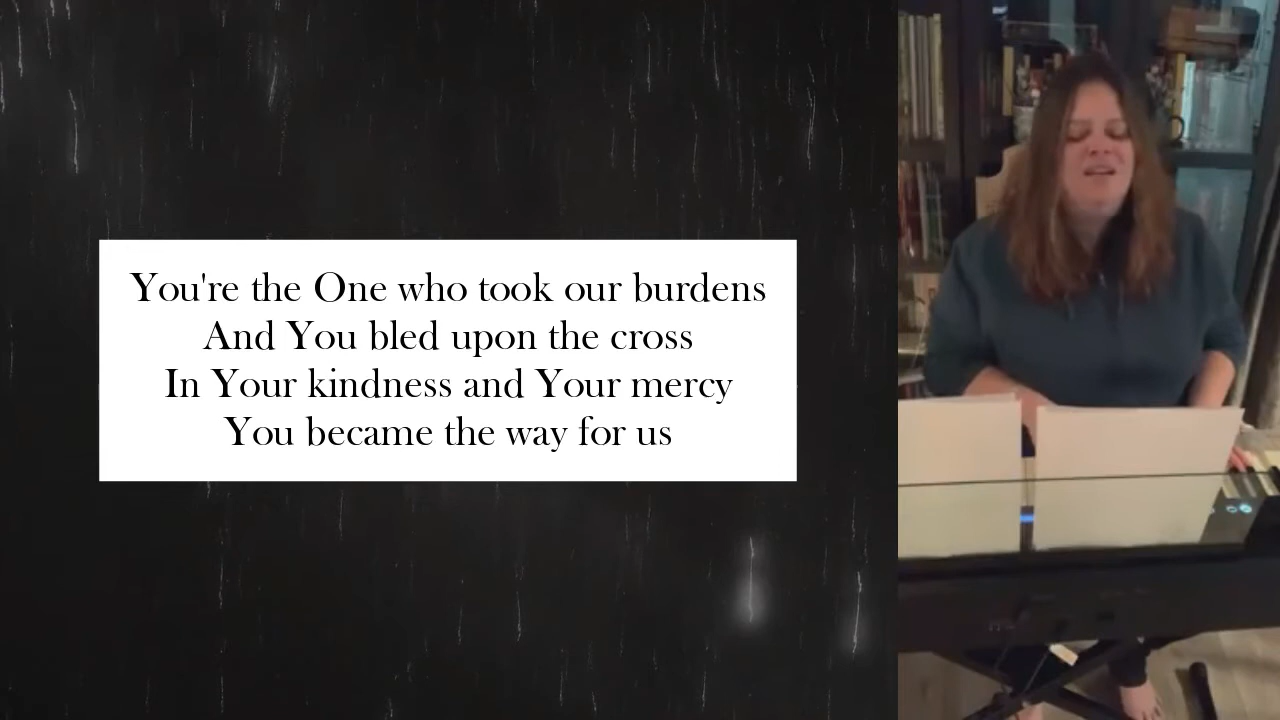 You're the One who took our burdens
And You bled upon the cross
In Your kindness and Your mercy
You became the way for us